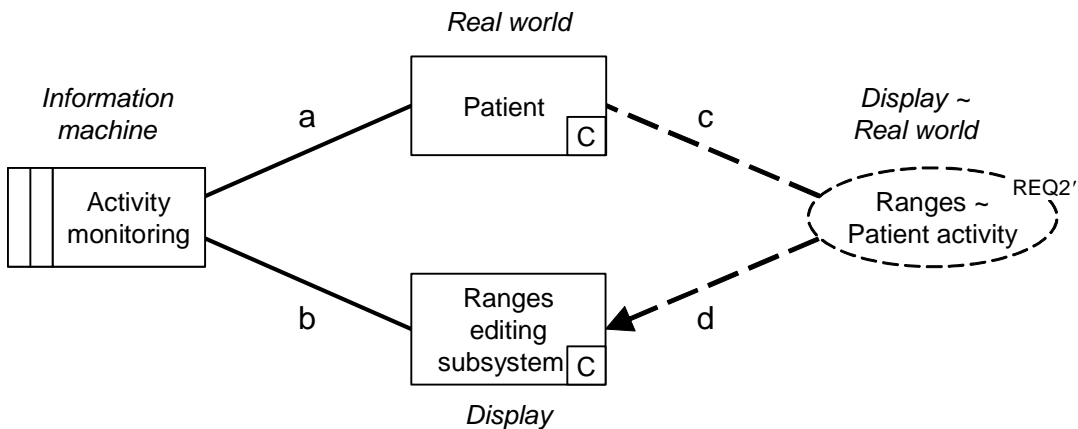 Real world
Information
machine
Display ~
Real world
Patient
C
a
c
REQ2′
Activity
monitoring
Ranges ~
Patient activity
Ranges
editing
subsystem
C
b
d
Display